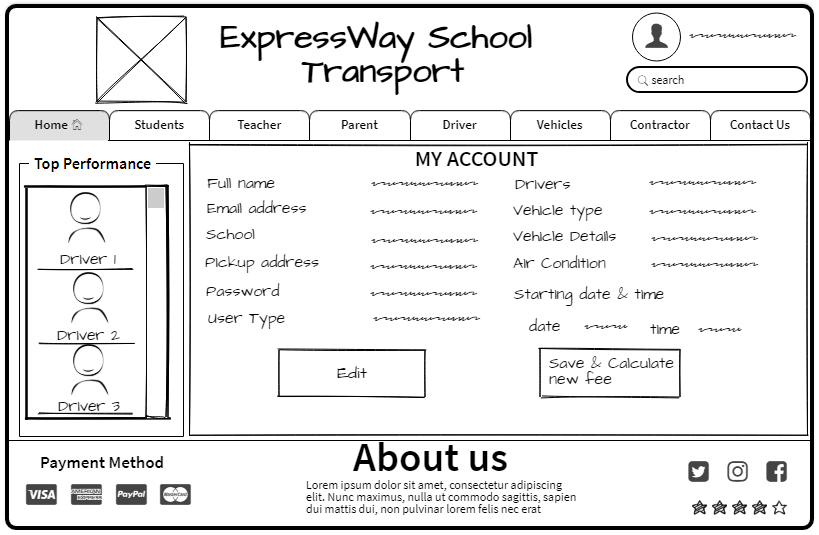 ExpressWay School
Transport
search
Home
Students
Teacher
Parent
Driver
Vehicles
Contractor
Contact Us
Top Performance
Driver 1
Driver 2
Driver 3
MY ACCOUNT
Full name
Email address
School
Pickup address
Password
User Type
Drivers
Vehicle type
Vehicle Details
Air Condition
Starting date & time
date
time
Edit
Save & Calculate
new fee
Payment Method
VISA
AMERICAN
EXPRESS
PayPal
MasterCard
About us
Lorem ipsum dolor sit amet, consectetur adipiscing
elit. Nunc maximus, nulla ut commodo sagittis, sapien
dui mattis dui, non pulvinar lorem felis nec erat